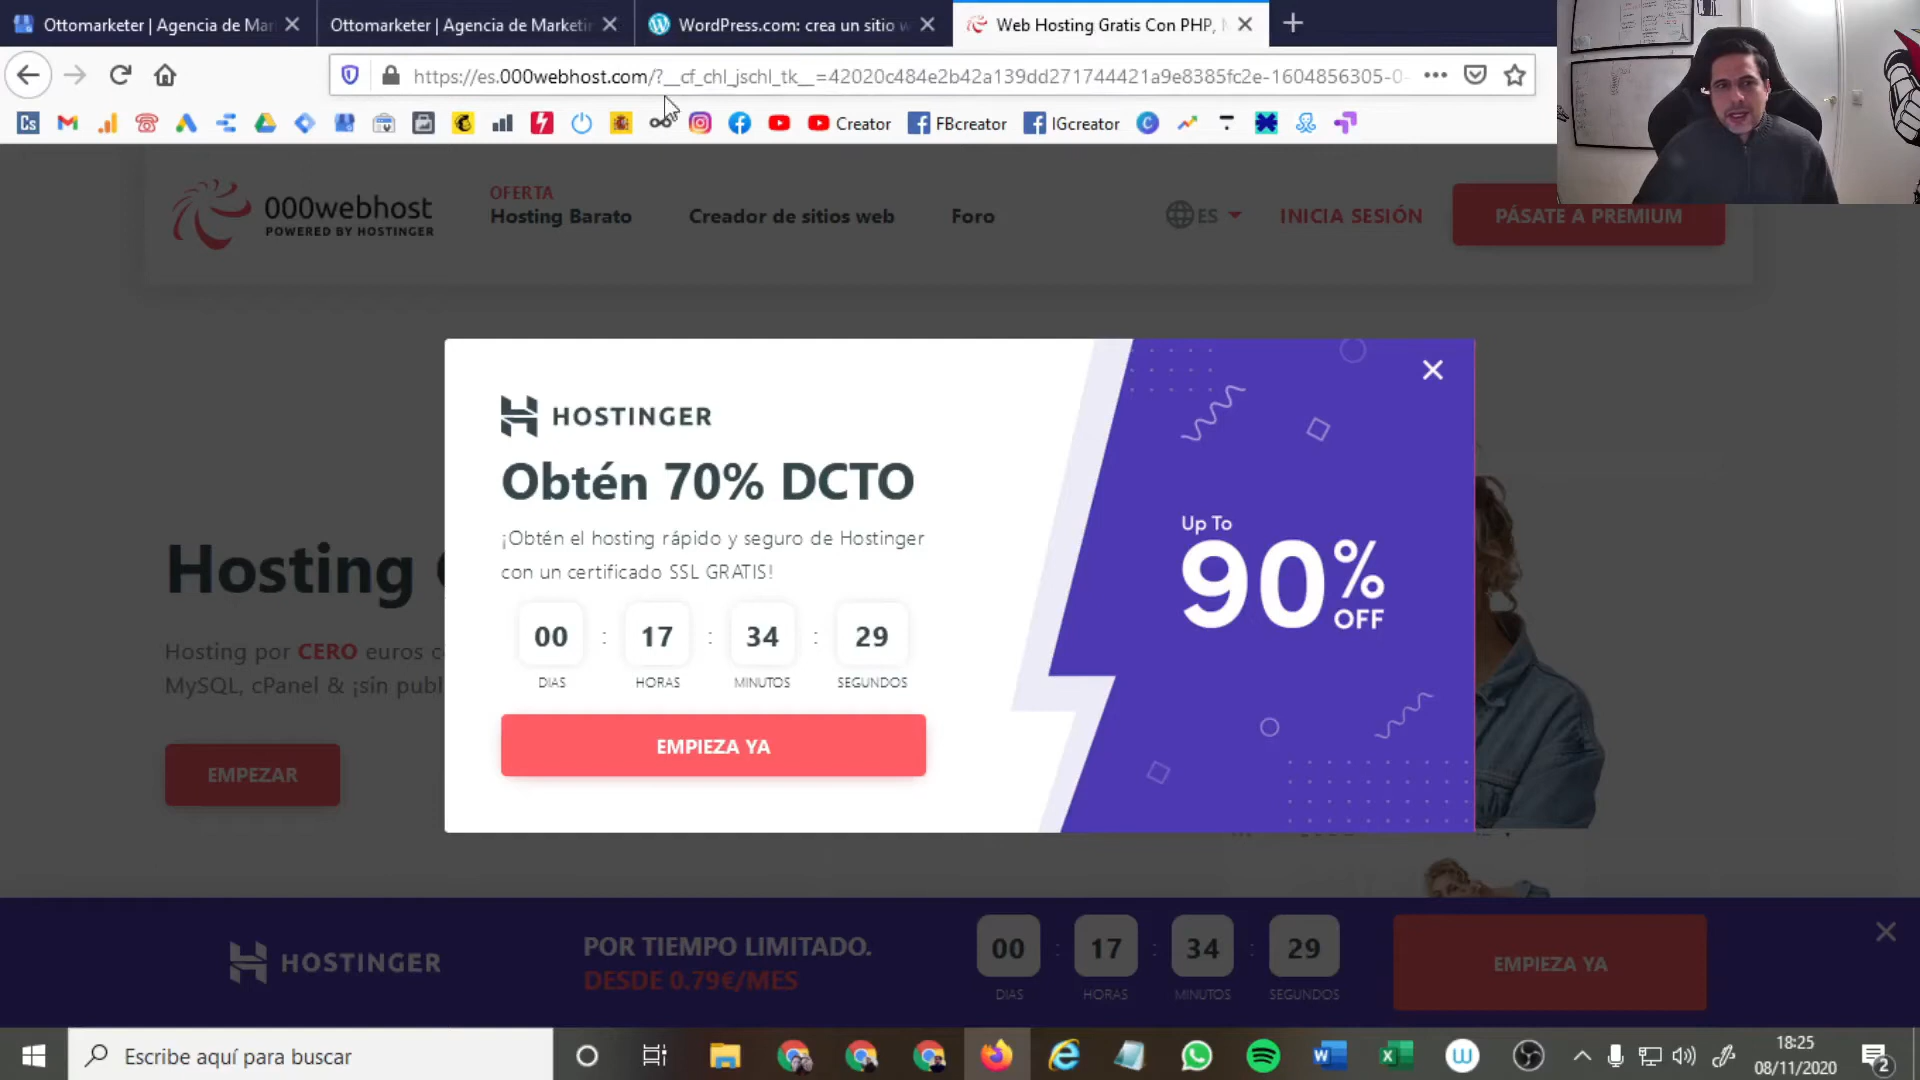 Ottomarketer | Agencia de Mar
Ottomarketer | Agencia de Marketin
WordPress.com: crea un sitio w
Web Hosting Gratis Con PHP,
https://es.000webhost.com/?__cf_chl_jschl_tk__=42020c484e2b42a139dd271744421a9e8385fc2e-1604856305-0-
Cs
Creator
FBcreator
IGcreator
000webhost
POWERED BY HOSTINGER
OFERTA
Hosting Barato
Creador de sitios web
Foro
ES
INICIA SESIÓN
PÁSATE A PREMIUM
HOSTINGER
Obtén 70% DCTO
¡Obtén el hosting rápido y seguro de Hostinger
con un certificado SSL GRATIS!
00 : 17 : 34 : 29
DIAS HORAS MINUTOS SEGUNDOS
EMPIEZA YA
Up To
90%
OFF
Hosting
Hosting por CERO euros c
MySQL, cPanel & ¡sin publ
EMPEZAR
HOSTINGER
POR TIEMPO LIMITADO.
DESDE 0.79€/MES
00 : 17 : 34 : 29
DIAS HORAS MINUTOS SEGUNDOS
EMPIEZA YA
Escribe aquí para buscar
18:25
08/11/2020
2